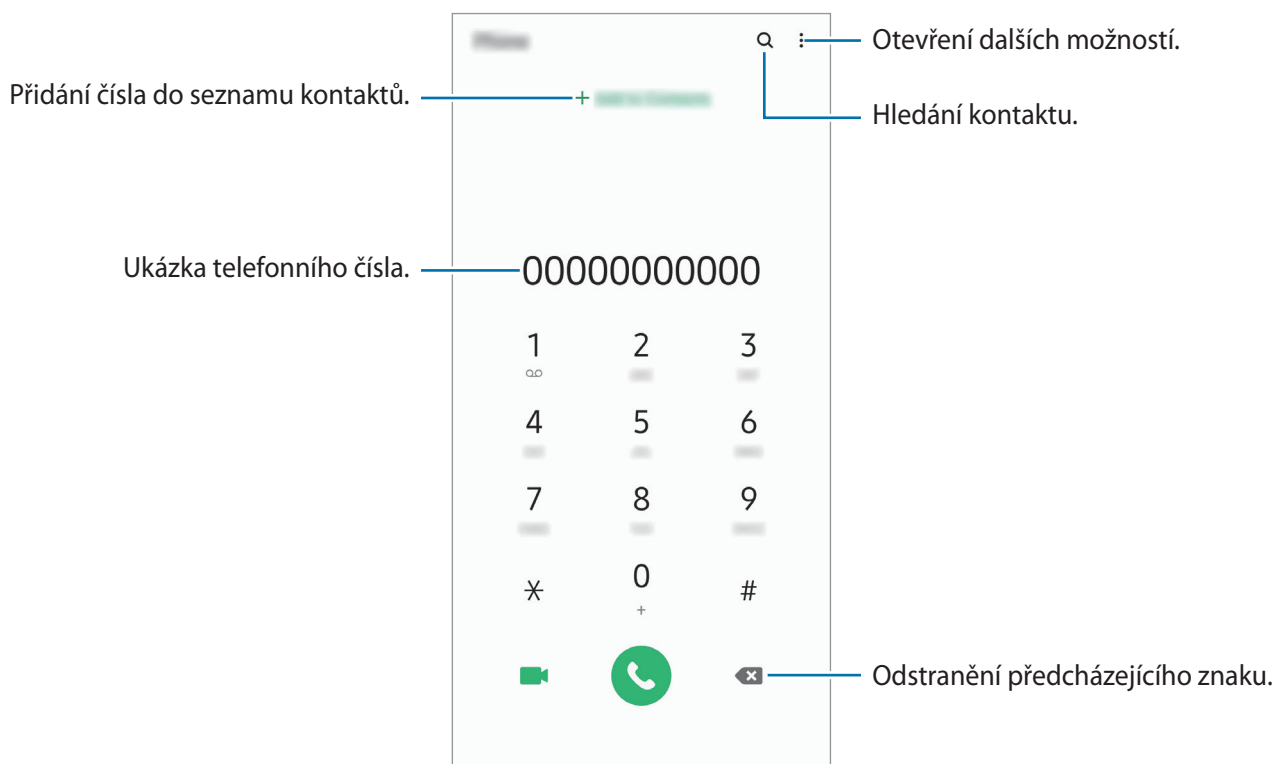 Otevření dalších možností.
Přidání čísla do seznamu kontaktů.
+
Hledání kontaktu.
Ukázka telefonního čísla.
00000000000
1 2 3
4 5 6
7 8 9
* 0 #
+
Odstranění předcházejícího znaku.